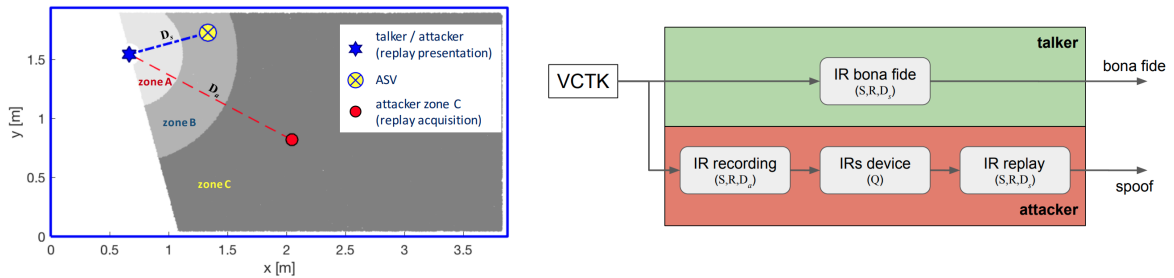 y [m]
1.5
1
0.5
0
0
0.5
1
1.5
2
2.5
3
3.5
x [m]
Ds
Da
zone A
zone B
zone C
talker / attacker
(replay presentation)
ASV
attacker zone C
(replay acquisition)
VCTK
talker
IR bona fide
(S,R,Ds)
bona fide
IR recording
(S,R,Da)
IRs device
(Q)
IR replay
(S,R,Ds)
spoof
attacker